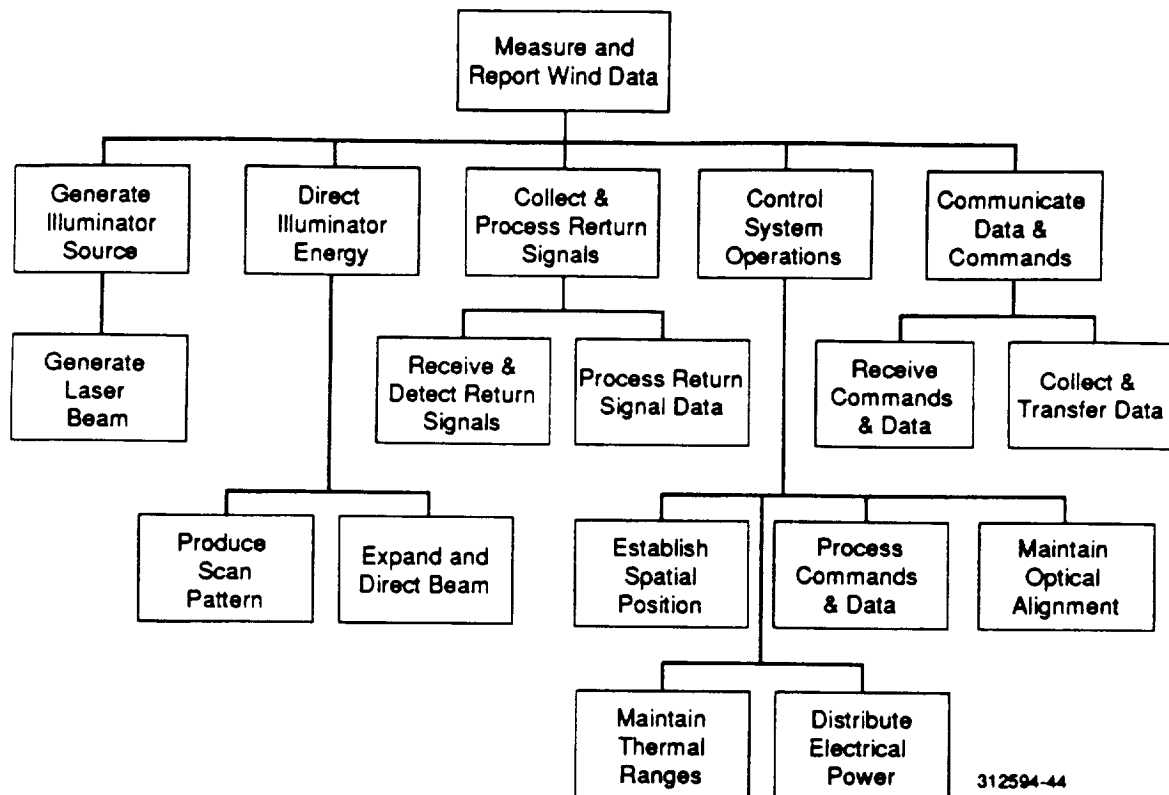 Measure and
Report Wind Data
Generate
Illuminator
Source
Direct
Illuminator
Energy
Collect &
Process Rerturn
Signals
Control
System
Operations
Communicate
Data &
Commands
Generate
Laser
Beam
Receive &
Detect Return
Signals
Process Return
Signal Data
Receive
Commands
& Data
Collect &
Transfer Data
Produce
Scan
Pattern
Expand and
Direct Beam
Establish
Spatial
Position
Process
Commands
& Data
Maintain
Optical
Alignment
Maintain
Thermal
Ranges
Distribute
Electrical
Power
312594-44